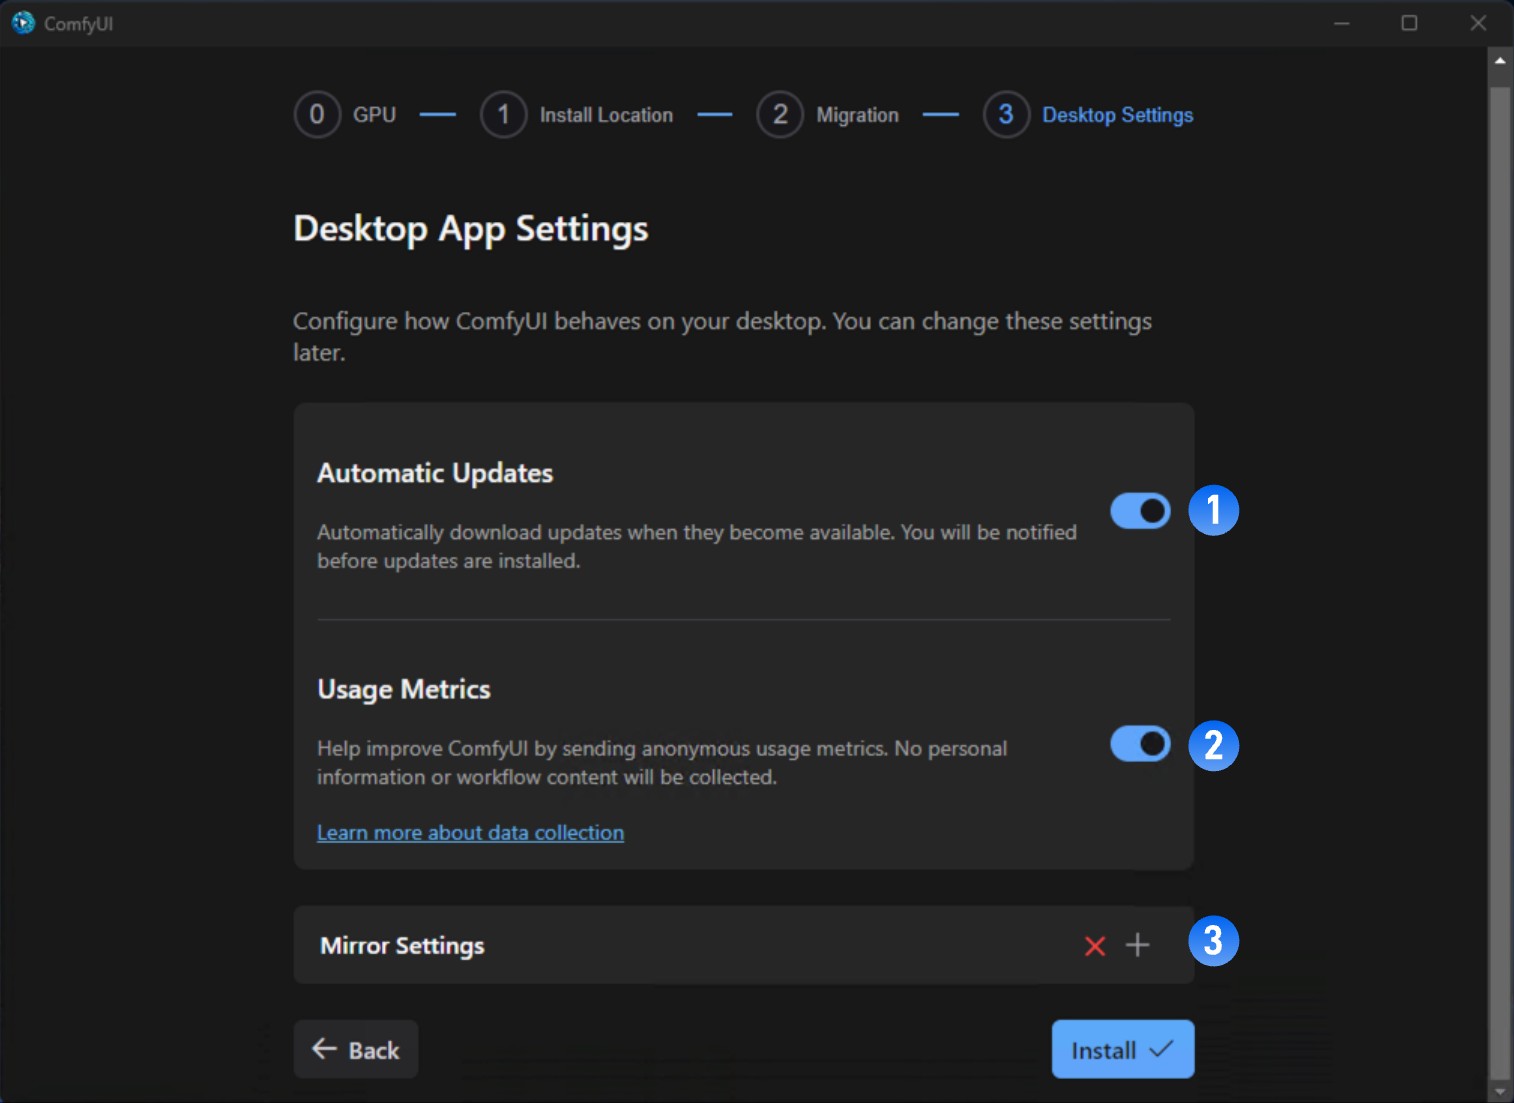 ComfyUI
0 GPU 1 Install Location 2 Migration 3 Desktop Settings
Desktop App Settings
Configure how ComfyUI behaves on your desktop. You can change these settings
later.
Automatic Updates
1
Automatically download updates when they become available. You will be notified
before updates are installed.
Usage Metrics
2
Help improve ComfyUI by sending anonymous usage metrics. No personal
information or workflow content will be collected.
Learn more about data collection
Mirror Settings
3
Back
Install